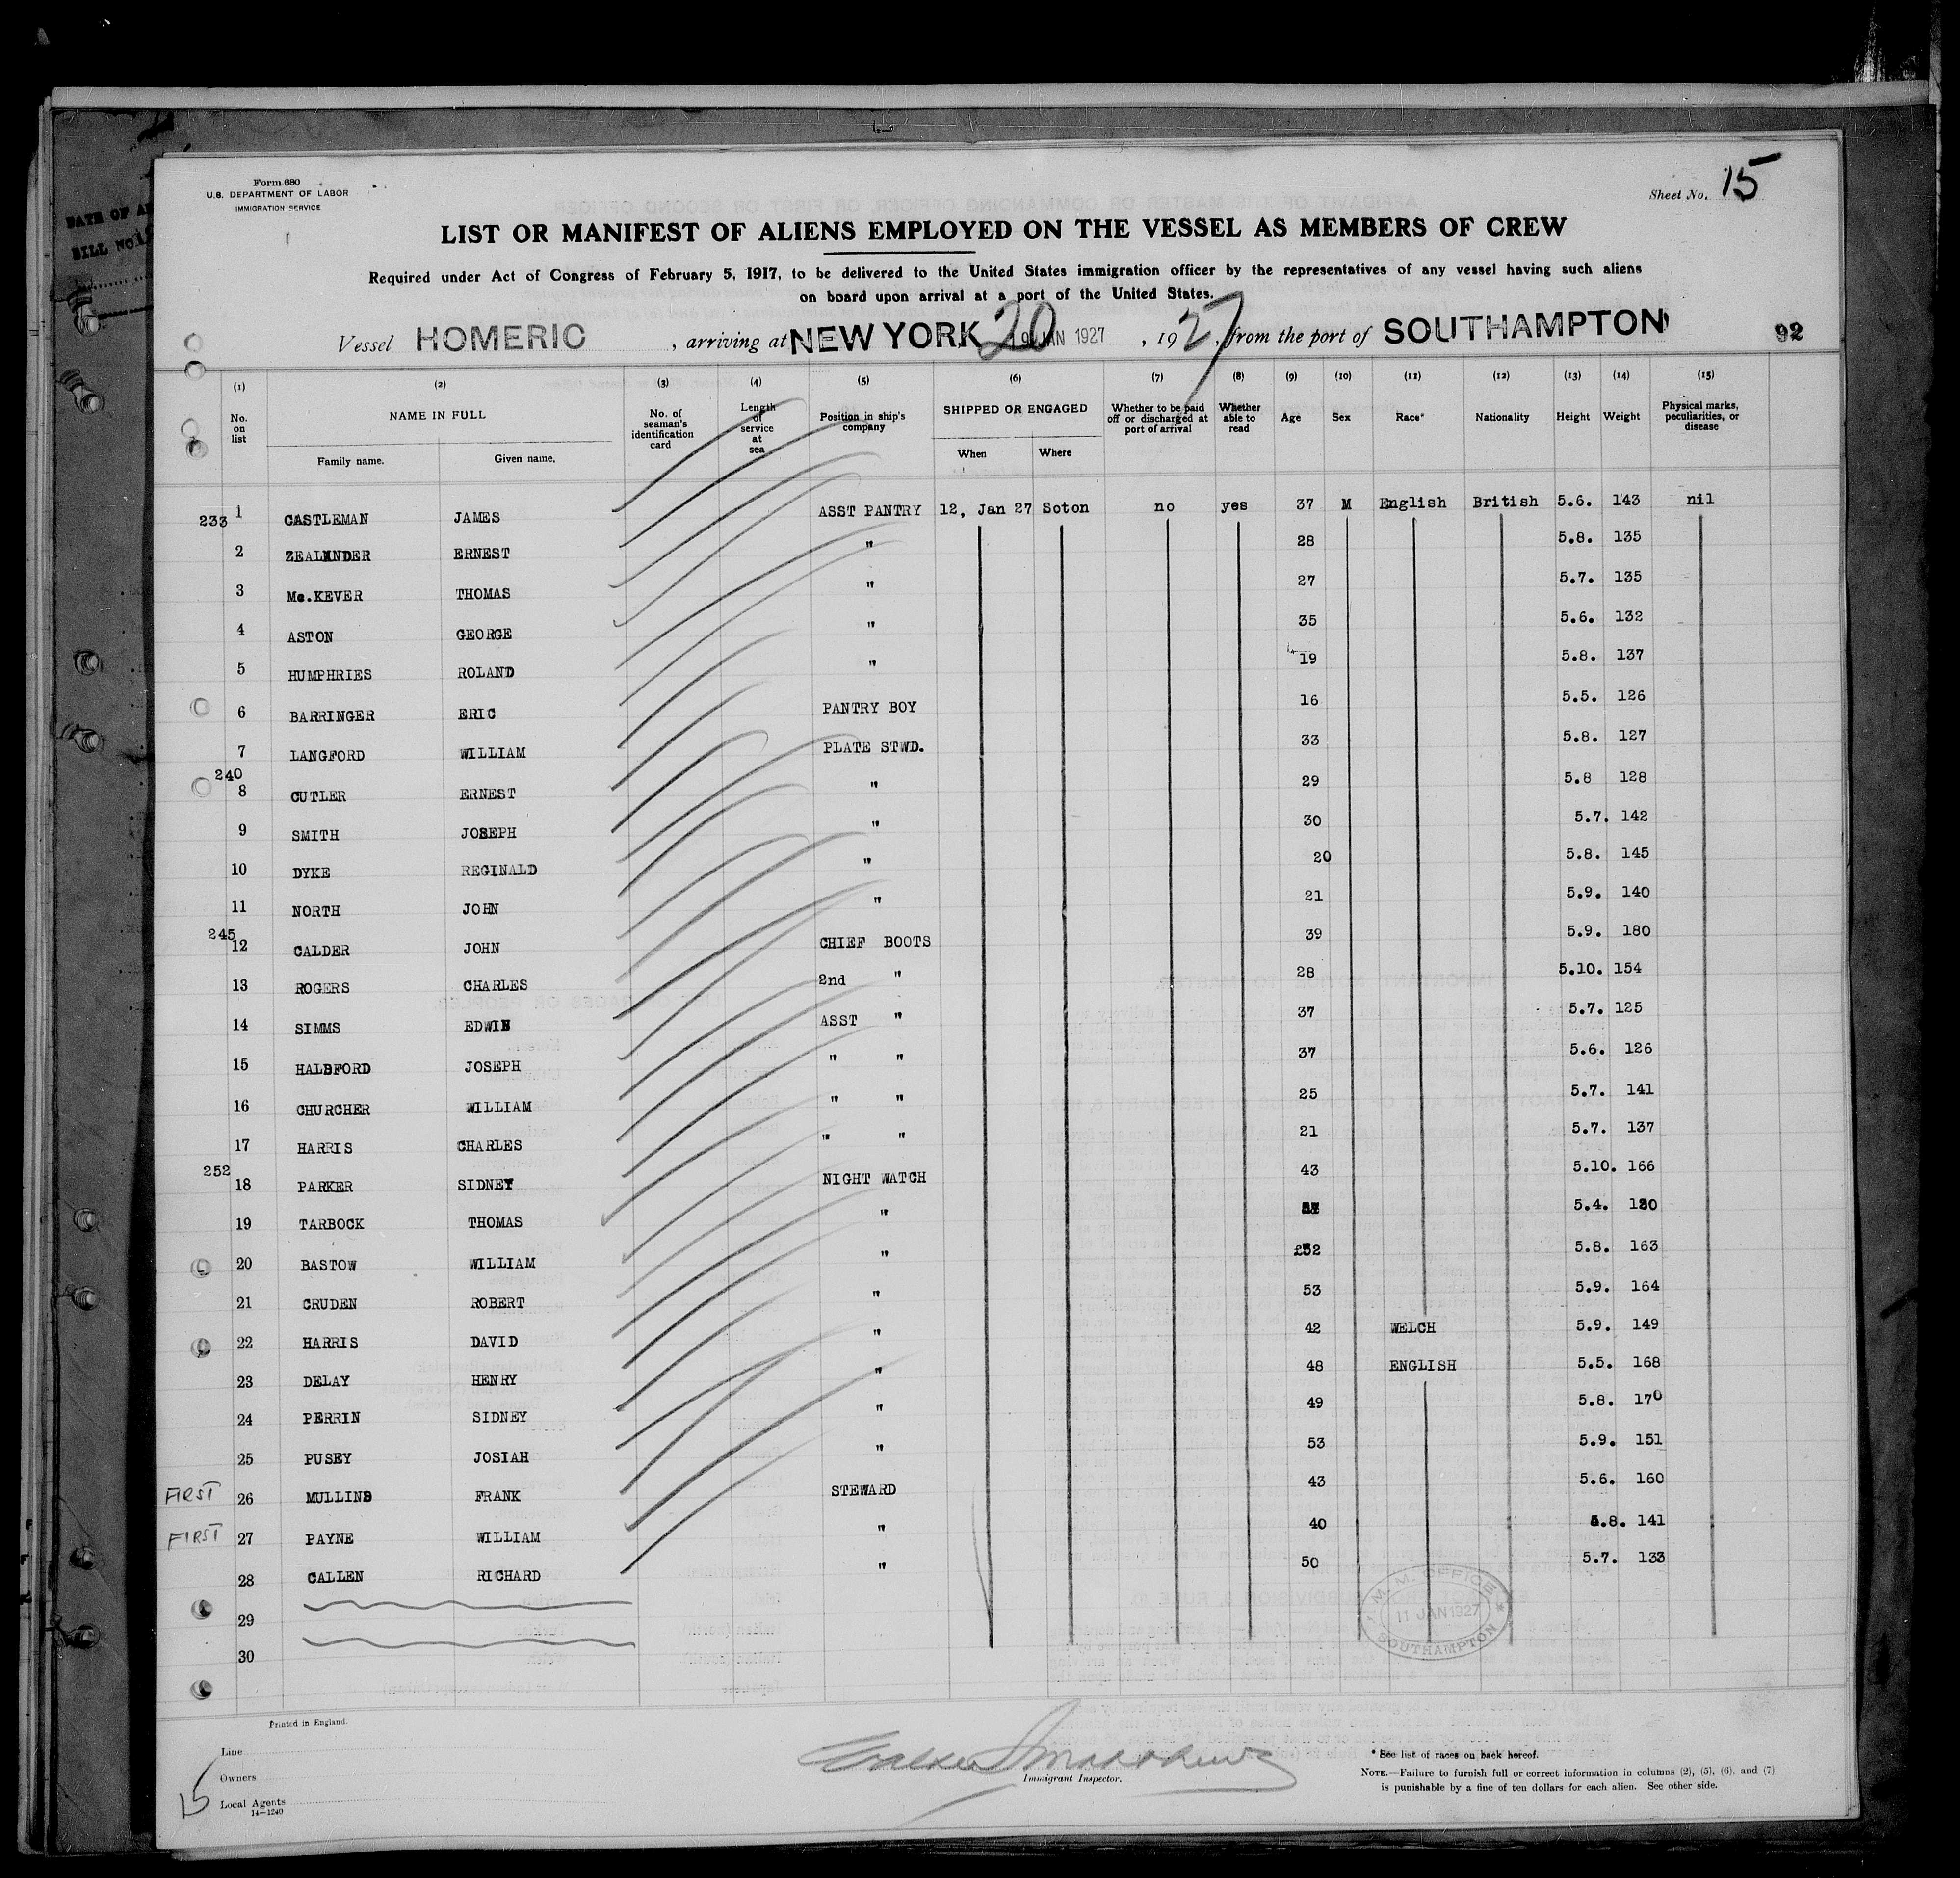 DATE OF
BILL NO
Form 680
U.S. DEPARTMENT OF LABOR
IMMIGRATION SERVICE
Sheet No. 15
LIST OR MANIFEST OF ALIENS EMPLOYED ON THE VESSEL AS MEMBERS OF CREW
Required under Act of Congress of February 5, 1917, to be delivered to the United States immigration officer by the representatives of any vessel having such aliens
on board upon arrival at a port of the United States.
Vessel HOMERIC , arriving at NEW YORK 20 19 JAN 1927 , 1927, from the port of SOUTHAMPTON 92
(1) (2) (3) (4) (5) (6) (7) (8) (9) (10) (11) (12) (13) (14) (15)
No. on list NAME IN FULL Family name. Given name. No. of seaman's identification card Length of service at sea Position in ship's company SHIPPED OR ENGAGED When Where Whether to be paid off or discharged at port of arrival Whether able to read Age Sex Race* Nationality Height Weight Physical marks, peculiarities, or disease
233 1 CASTLEMAN JAMES ASST PANTRY 12, Jan 27 Soton no yes 37 M English British 5.6. 143 nil
2 ZEALANDER ERNEST " 28 5.8. 135
3 Mc.KEVER THOMAS " 27 5.7. 135
4 ASTON GEORGE " 35 5.6. 132
5 HUMPHRIES ROLAND " 19 5.8. 137
6 BARRINGER ERIC PANTRY BOY 16 5.5. 126
7 LANGFORD WILLIAM PLATE STWD. 33 5.8. 127
240 8 CUTLER ERNEST " 29 5.8 128
9 SMITH JOSEPH " 30 5.7. 142
10 DYKE REGINALD " 20 5.8. 145
11 NORTH JOHN " 21 5.9. 140
245 12 CALDER JOHN CHIEF BOOTS 39 5.9. 180
13 ROGERS CHARLES 2nd " 28 5.10. 154
14 SIMMS EDWIN ASST " 37 5.7. 125
15 JOSEPH " " 37 5.6. 126
16 CHURCHER WILLIAM " " 25 5.7. 141
17 HARRIS CHARLES " " 21 5.7. 137
252 18 PARKER SIDNEY NIGHT WATCH 43 5.10. 166
19 TARBOCK THOMAS " 5.4.
20 BASTOW WILLIAM " 52 5.8. 163
21 CRUDEN ROBERT " 53 5.9. 164
22 HARRIS DAVID " 42 WELCH 5.9. 149
23 DELAY HENRY " 48 ENGLISH 5.5. 168
24 PERRIN SIDNEY " 49 5.8. 170
25 PUSEY JOSIAH " 53 5.9. 151
FIRST 26 MULLINS FRANK STEWARD 43 5.6. 160
FIRST 27 PAYNE WILLIAM " 40 5.8. 141
28 CALLEN RICHARD " 50 5.7. 133
29
30
I.M.M. OFFICE
11 JAN 1927
SOUTHAMPTON
Printed in England.
Line
Owners
Local Agents
14—1240
15
Immigrant Inspector.
* See list of races on back hereof.
NOTE.—Failure to furnish full or correct information in columns (2), (5), (6), and (7)
is punishable by a fine of ten dollars for each alien. See other side.